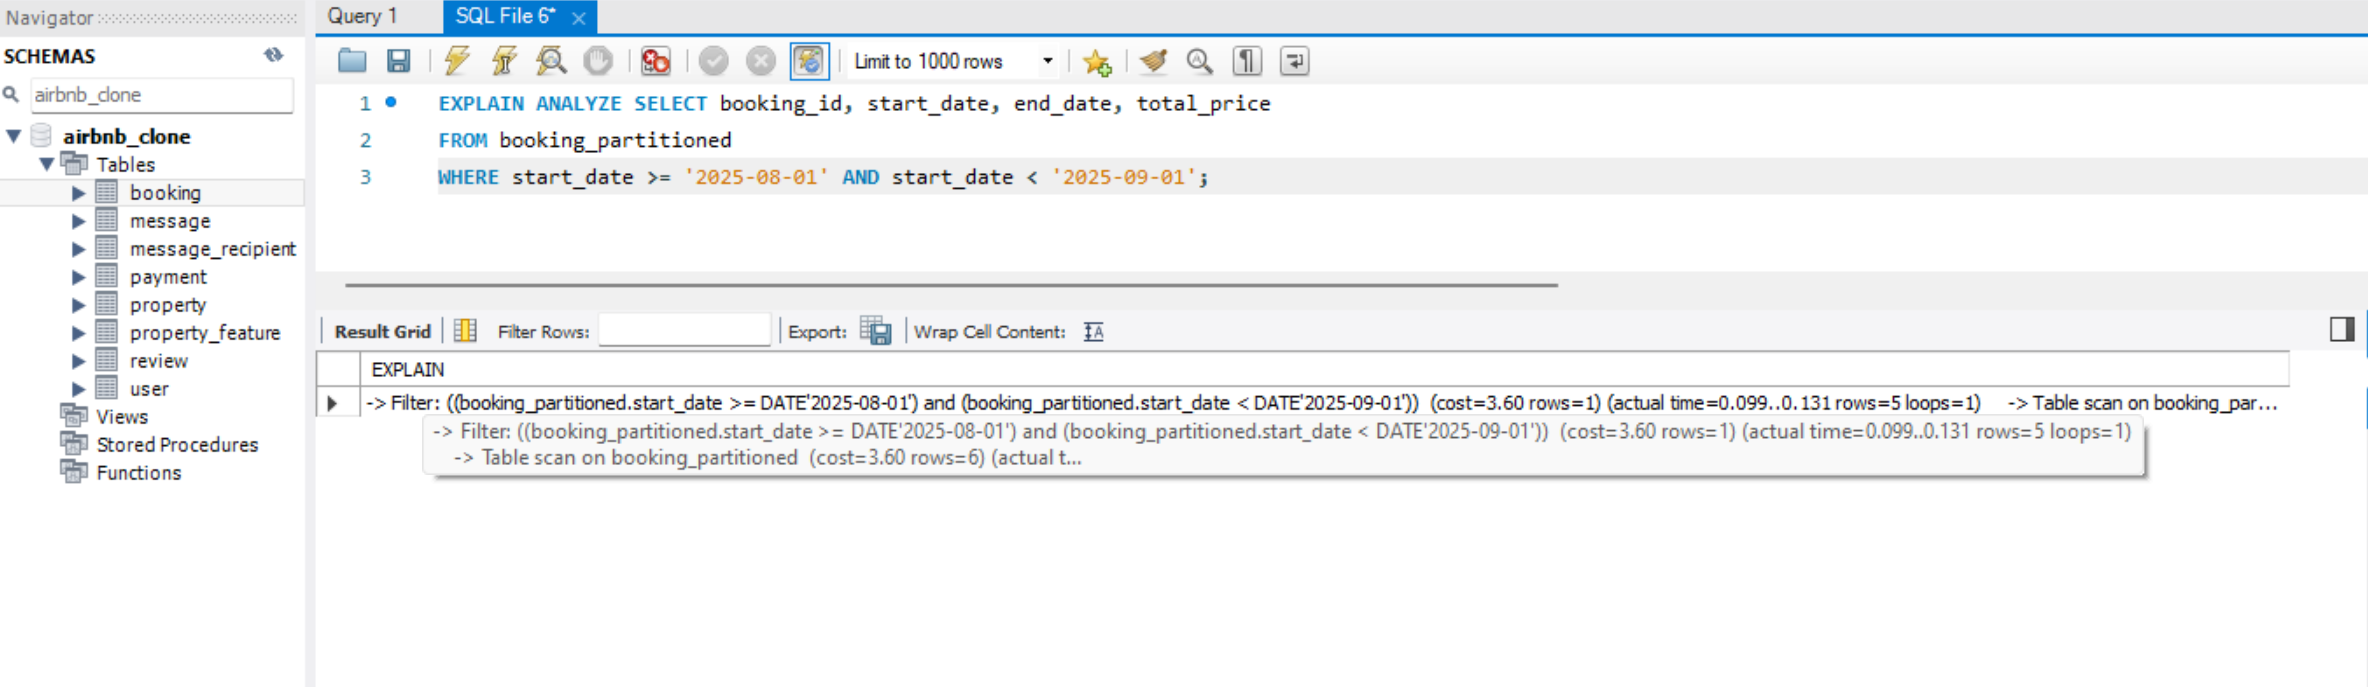 Navigator
SCHEMAS
airbnb_clone
airbnb_clone
Tables
booking
message
message_recipient
payment
property
property_feature
review
user
Views
Stored Procedures
Functions
Query 1
SQL File 6*
Limit to 1000 rows
1 EXPLAIN ANALYZE SELECT booking_id, start_date, end_date, total_price
2 FROM booking_partitioned
3 WHERE start_date >= '2025-08-01' AND start_date < '2025-09-01';
Result Grid Filter Rows: Export: Wrap Cell Content:
EXPLAIN
-> Filter: ((booking_partitioned.start_date >= DATE'2025-08-01') and (booking_partitioned.start_date < DATE'2025-09-01')) (cost=3.60 rows=1) (actual time=0.099..0.131 rows=5 loops=1) -> Table scan on booking_par...
-> Filter: ((booking_partitioned.start_date >= DATE'2025-08-01') and (booking_partitioned.start_date < DATE'2025-09-01')) (cost=3.60 rows=1) (actual time=0.099..0.131 rows=5 loops=1)
-> Table scan on booking_partitioned (cost=3.60 rows=6) (actual t...